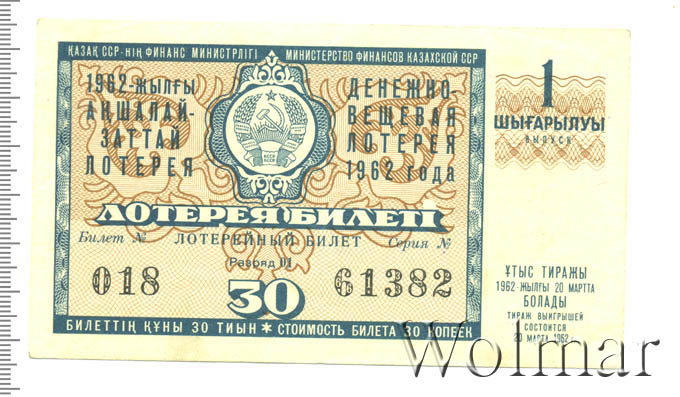 ҚАЗАҚ ССР-НІҢ ФИНАНС МИНИСТРЛІГІ МИНИСТЕРСТВО ФИНАНСОВ КАЗАХСКОЙ ССР
1962-ЖЫЛҒЫ
АҚШАЛАЙ-
ЗАТТАЙ
ЛОТЕРЕЯ
ДЕНЕЖНО-
ВЕЩЕВАЯ
ЛОТЕРЕЯ
1962 года
ЛОТЕРЕЯ БИЛЕТІ
Билет № ЛОТЕРЕЙНЫЙ БИЛЕТ Серия №
Разряд III
018 61382
30
БИЛЕТТІҢ ҚҰНЫ 30 ТИЫН * СТОИМОСТЬ БИЛЕТА 30 КОПЕЕК
1
ШЫҒАРЫЛУЫ
ВЫПУСК
ҰТЫС ТИРАЖЫ
1962-ЖЫЛҒЫ 20 МАРТТА
БОЛАДЫ
ТИРАЖ ВЫИГРЫШЕЙ
СОСТОИТСЯ
20 МАРТА 1962 г.
Wolmar